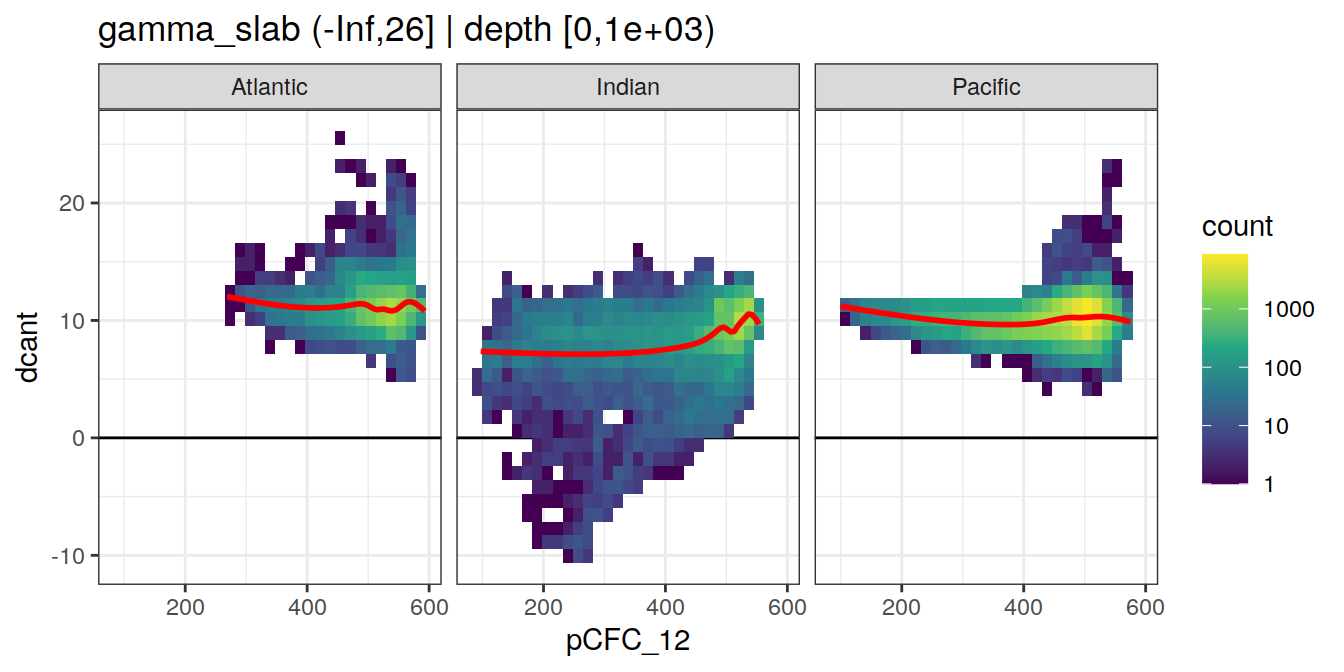 gamma_slab (-Inf,26] | depth [0,1e+03)
Atlantic Indian Pacific
dcant
20
10
0
-10
200 400 600 200 400 600 200 400 600
pCFC_12
count
1000
100
10
1